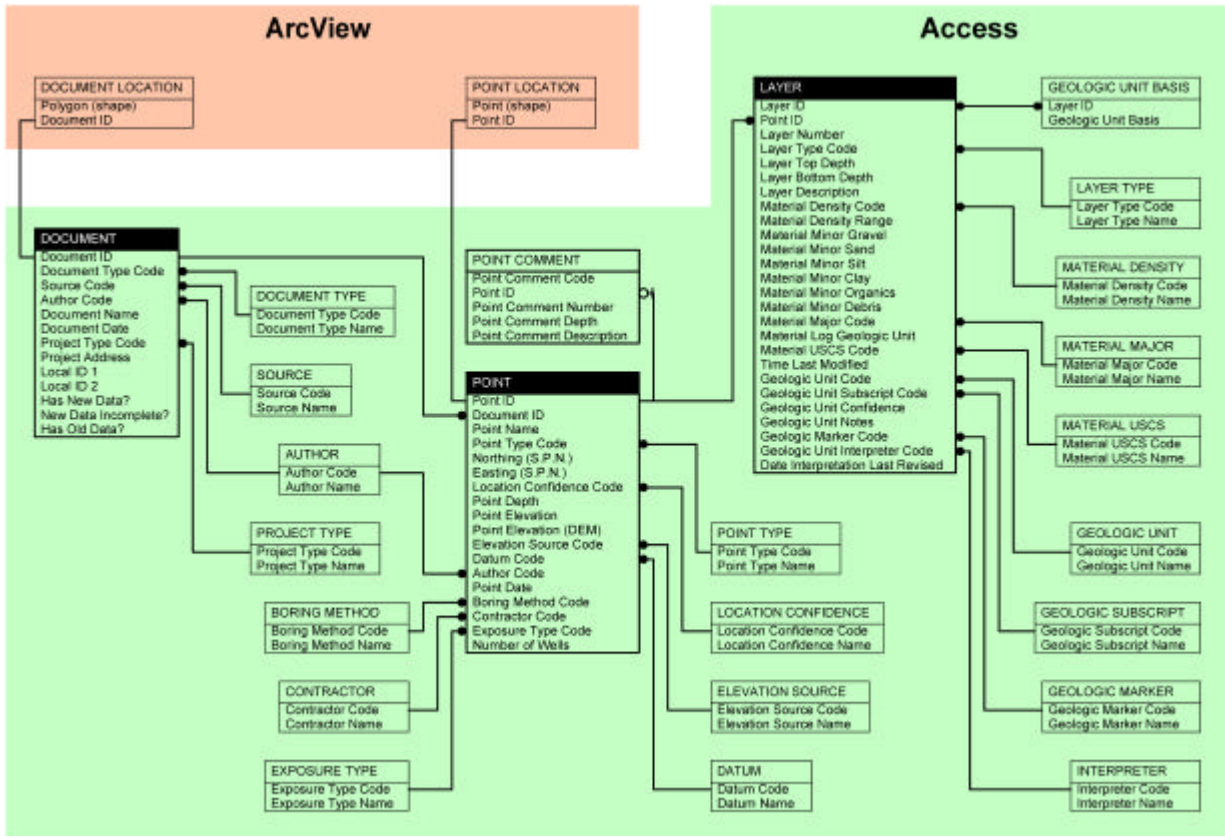 ArcView
Access
DOCUMENT LOCATION
Polygon (shape)
Document ID
POINT LOCATION
Point (shape)
Point ID
LAYER
Layer ID
Point ID
Layer Number
Layer Type Code
Layer Top Depth
Layer Bottom Depth
Layer Description
Material Density Code
Material Density Range
Material Minor Gravel
Material Minor Sand
Material Minor Silt
Material Minor Clay
Material Minor Organics
Material Minor Debris
Material Major Code
Material Log Geologic Unit
Material USCS Code
Time Last Modified
Geologic Unit Code
Geologic Unit Subscript Code
Geologic Unit Confidence
Geologic Unit Notes
Geologic Marker Code
Geologic Unit Interpreter Code
Date Interpretation Last Revised
GEOLOGIC UNIT BASIS
Layer ID
Geologic Unit Basis
LAYER TYPE
Layer Type Code
Layer Type Name
MATERIAL DENSITY
Material Density Code
Material Density Name
MATERIAL MAJOR
Material Major Code
Material Major Name
MATERIAL USCS
Material USCS Code
Material USCS Name
GEOLOGIC UNIT
Geologic Unit Code
Geologic Unit Name
GEOLOGIC SUBSCRIPT
Geologic Subscript Code
Geologic Subscript Name
GEOLOGIC MARKER
Geologic Marker Code
Geologic Marker Name
INTERPRETER
Interpreter Code
Interpreter Name
DOCUMENT
Document ID
Document Type Code
Source Code
Author Code
Document Name
Document Date
Project Type Code
Project Address
Local ID 1
Local ID 2
Has New Data?
New Data Incomplete?
Has Old Data?
DOCUMENT TYPE
Document Type Code
Document Type Name
SOURCE
Source Code
Source Name
AUTHOR
Author Code
Author Name
PROJECT TYPE
Project Type Code
Project Type Name
BORING METHOD
Boring Method Code
Boring Method Name
CONTRACTOR
Contractor Code
Contractor Name
EXPOSURE TYPE
Exposure Type Code
Exposure Type Name
POINT COMMENT
Point Comment Code
Point ID
Point Comment Number
Point Comment Depth
Point Comment Description
POINT
Point ID
Document ID
Point Name
Point Type Code
Northing (S.P.N.)
Easting (S.P.N.)
Location Confidence Code
Point Depth
Point Elevation
Point Elevation (DEM)
Elevation Source Code
Datum Code
Author Code
Point Date
Boring Method Code
Contractor Code
Exposure Type Code
Number of Wells
POINT TYPE
Point Type Code
Point Type Name
LOCATION CONFIDENCE
Location Confidence Code
Location Confidence Name
ELEVATION SOURCE
Elevation Source Code
Elevation Source Name
DATUM
Datum Code
Datum Name